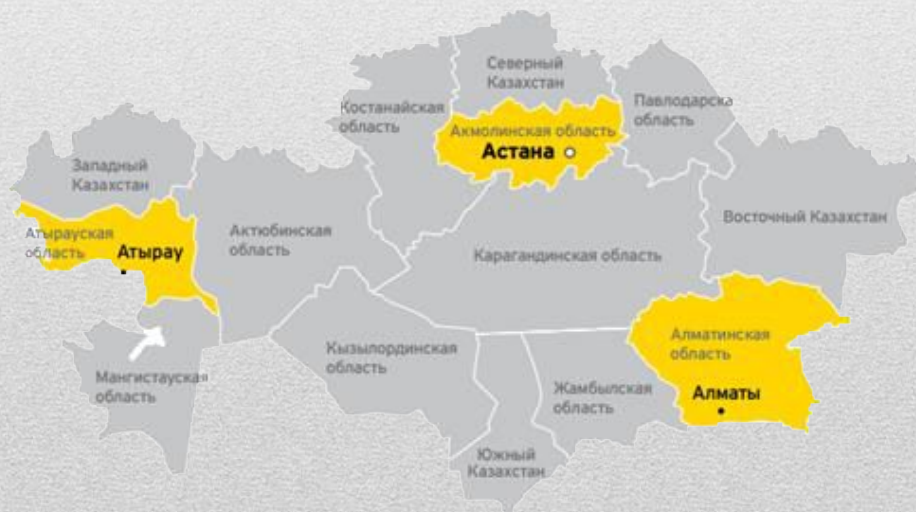 Северный
Казахстан
Костанайская
область
Павлодарска
область
Акмолинская область
Астана
Западный
Казахстан
Восточный Казахстан
Атырауская
область
Атырау
Актюбинская
область
Карагандинская область
Алматинская
область
Кызылординская
область
Мангистауская
область
Жамбылская
область
Алматы
Южный
Казахстан